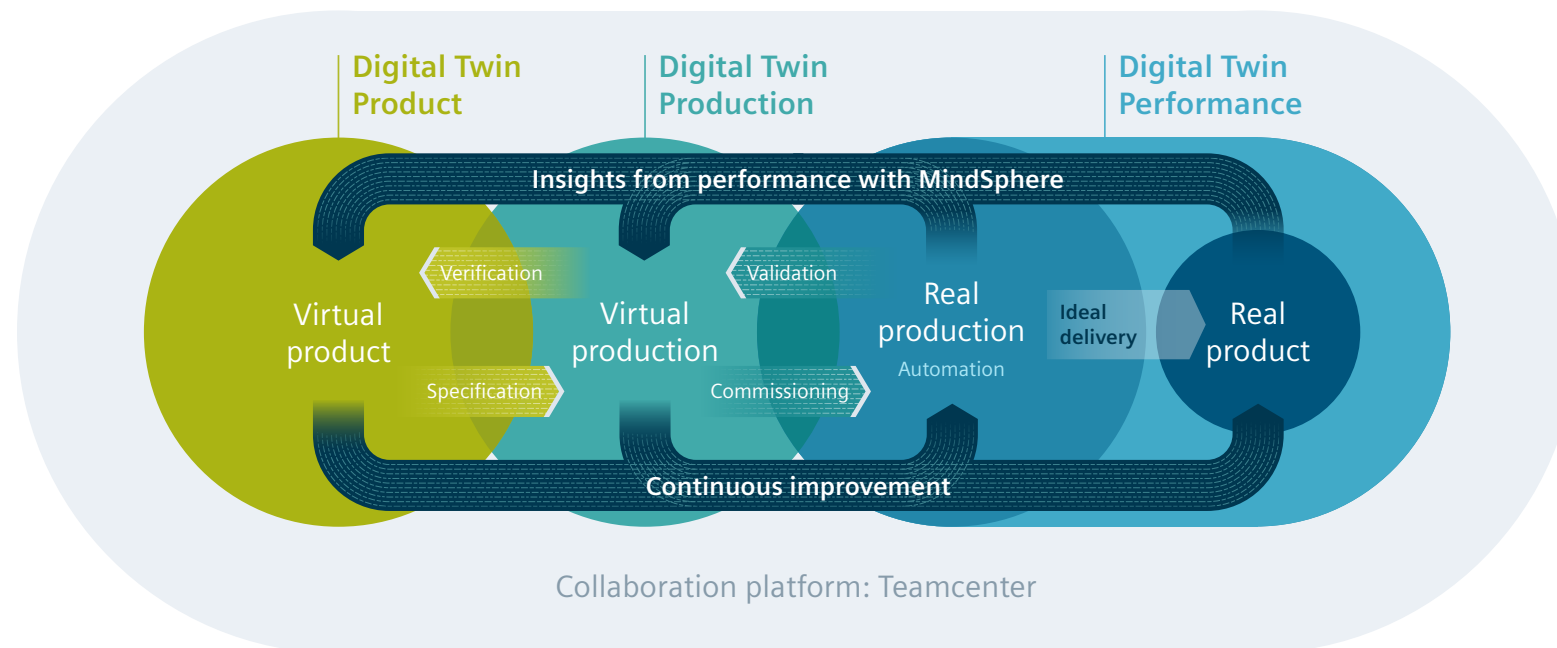 Digital Twin
Product
Digital Twin
Production
Digital Twin
Performance
Insights from performance with MindSphere
Verification
Validation
Virtual
product
Virtual
production
Real
production
Automation
Ideal
delivery
Real
product
Specification
Commissioning
Continuous improvement
Collaboration platform: Teamcenter